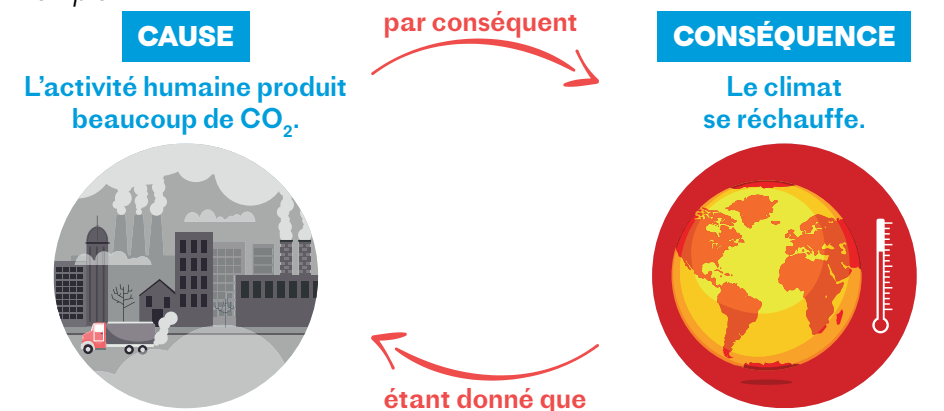 CAUSE
L'activité humaine produit
beaucoup de CO₂.
par conséquent
CONSÉQUENCE
Le climat
se réchauffe.
étant donné que